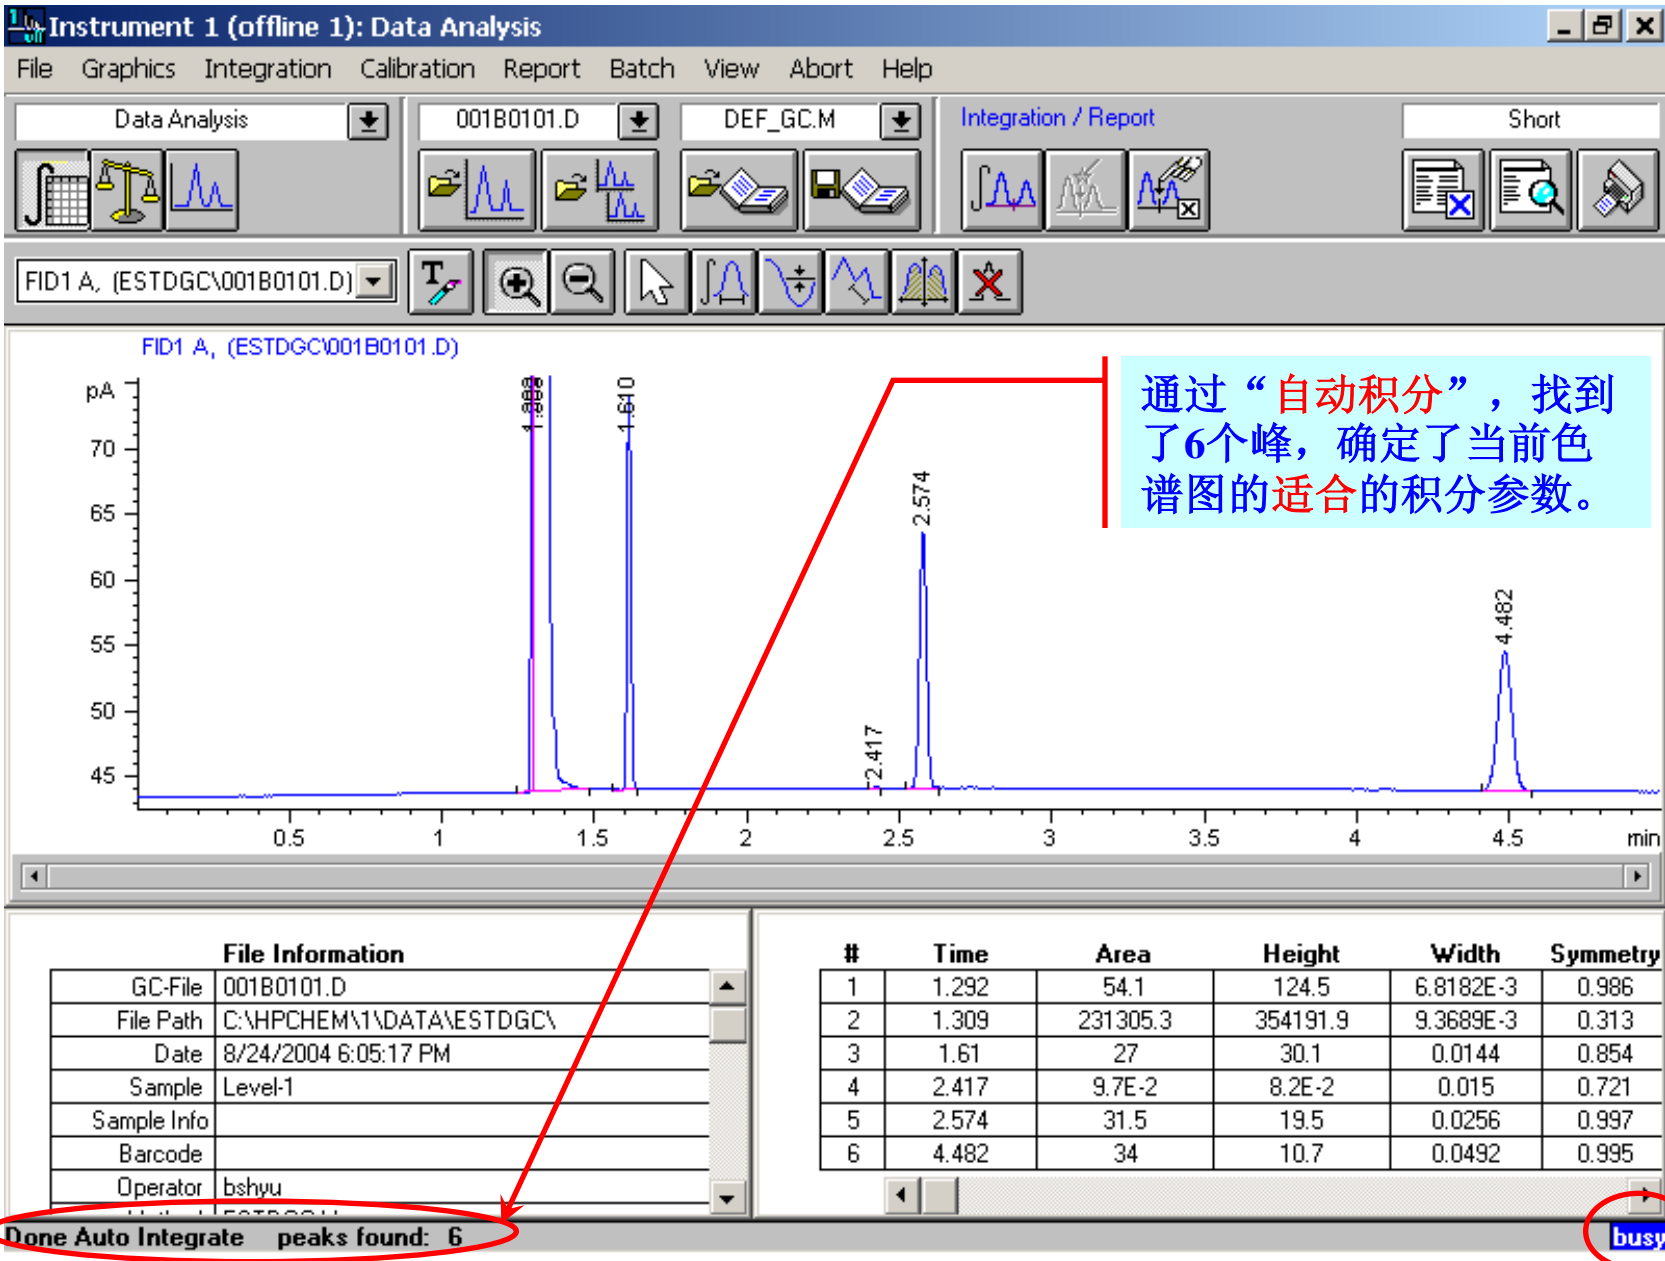 Instrument 1 (offline 1): Data Analysis
File Graphics Integration Calibration Report Batch View Abort Help
Data Analysis 001B0101.D DEF_GC.M Integration / Report Short
FID1 A, (ESTDGC\001B0101.D)
FID1 A, (ESTDGC\001B0101.D)
通过“自动积分”，找到
了6个峰，确定了当前色
谱图的适合的积分参数。
pA
70
65
60
55
50
45
1.610
2.417
2.574
4.482
0.5 1 1.5 2 2.5 3 3.5 4 4.5 min
File Information
GC-File 001B0101.D
File Path C:\HPCHEM\1\DATA\ESTDGC\
Date 8/24/2004 6:05:17 PM
Sample Level-1
Sample Info
Barcode
Operator bshyu
# Time Area Height Width Symmetry
1 1.292 54.1 124.5 6.8182E-3 0.986
2 1.309 231305.3 354191.9 9.3689E-3 0.313
3 1.61 27 30.1 0.0144 0.854
4 2.417 9.7E-2 8.2E-2 0.015 0.721
5 2.574 31.5 19.5 0.0256 0.997
6 4.482 34 10.7 0.0492 0.995
Done Auto Integrate peaks found: 6
busy